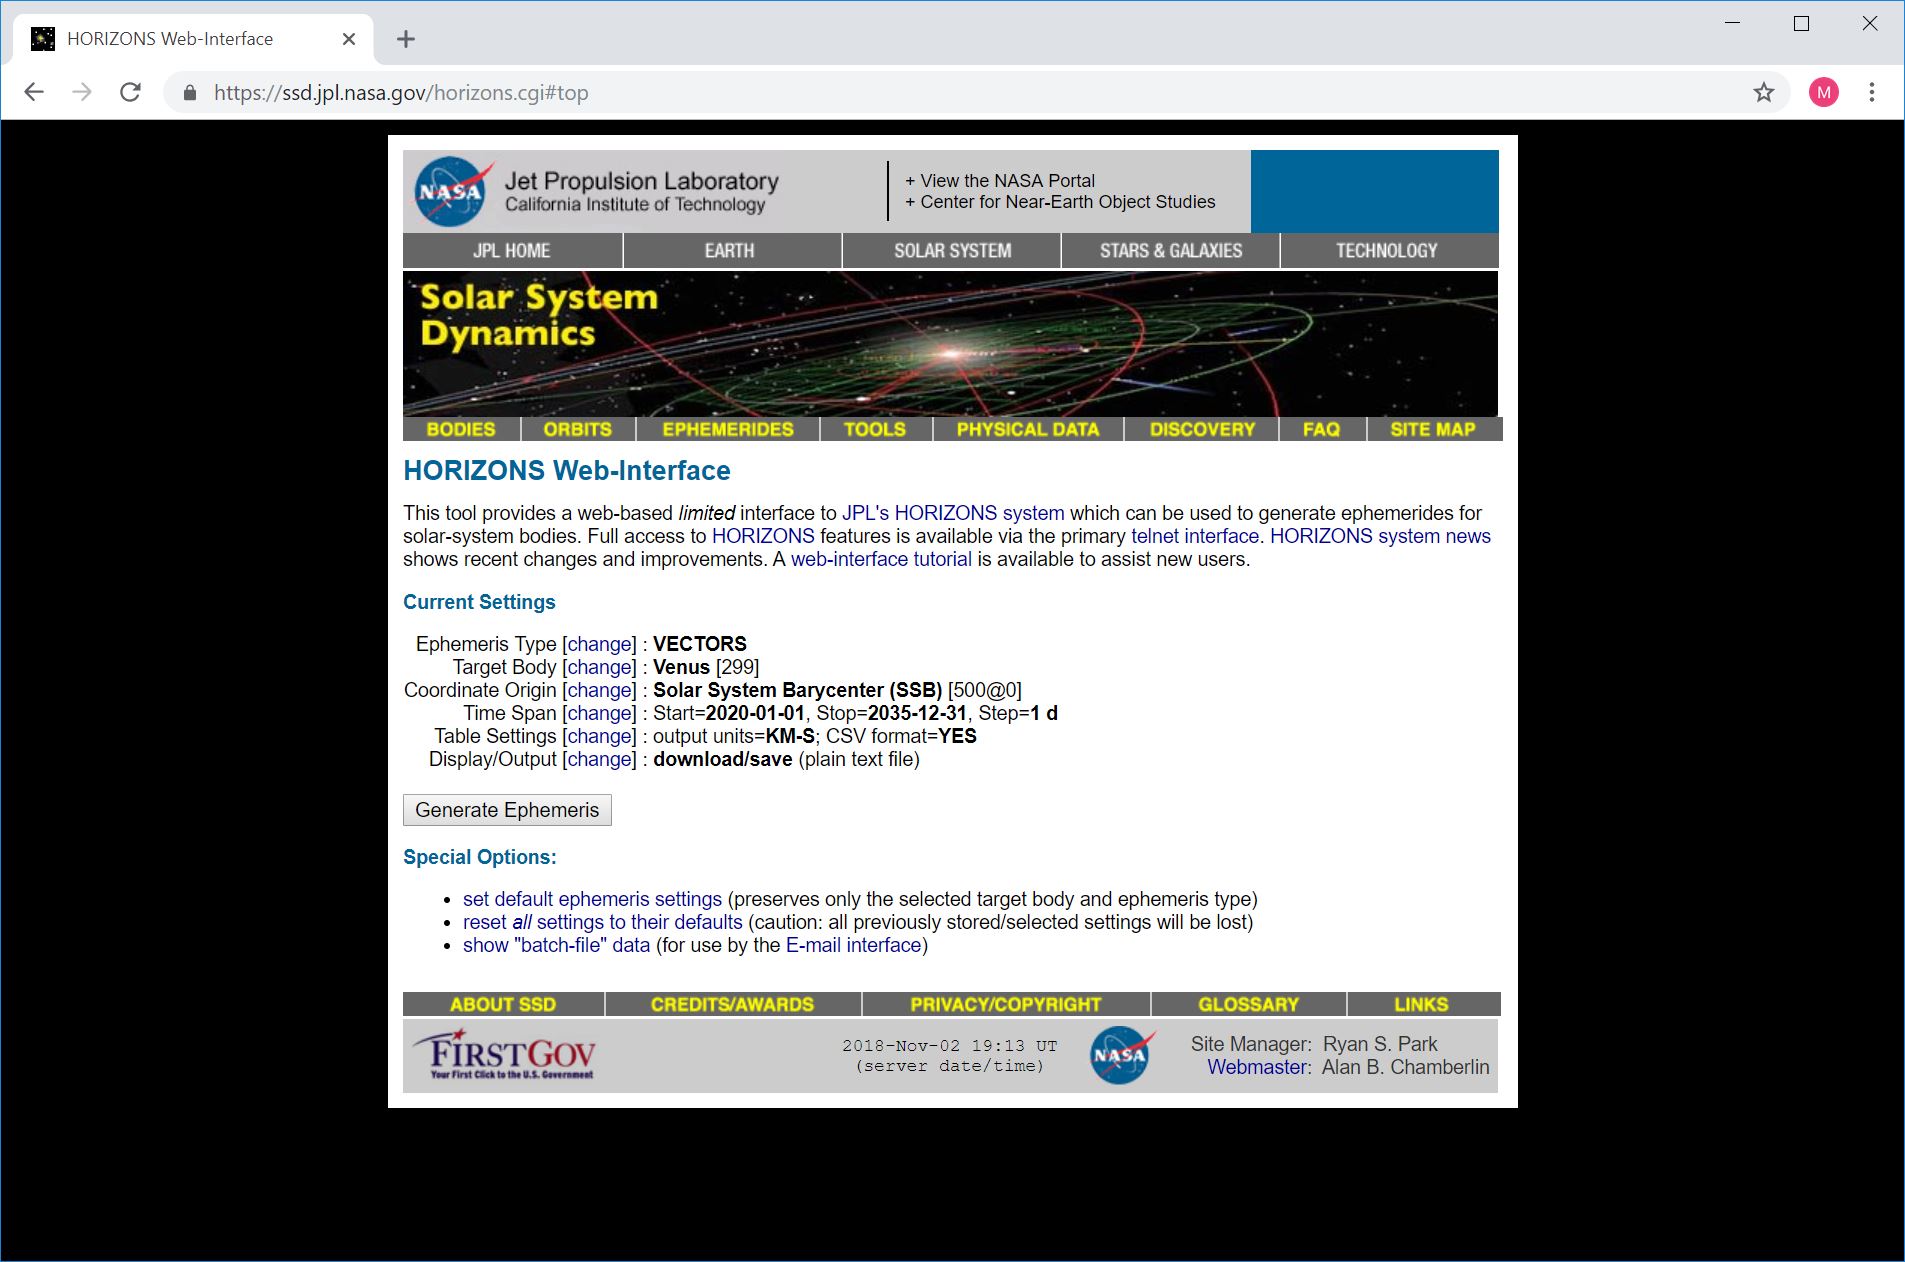 HORIZONS Web-Interface
https://ssd.jpl.nasa.gov/horizons.cgi#top
M
NASA
Jet Propulsion Laboratory
California Institute of Technology
+ View the NASA Portal
+ Center for Near-Earth Object Studies
JPL HOME EARTH SOLAR SYSTEM STARS & GALAXIES TECHNOLOGY
Solar System
Dynamics
BODIES ORBITS EPHEMERIDES TOOLS PHYSICAL DATA DISCOVERY FAQ SITE MAP
HORIZONS Web-Interface
This tool provides a web-based limited interface to JPL's HORIZONS system which can be used to generate ephemerides for
solar-system bodies. Full access to HORIZONS features is available via the primary telnet interface. HORIZONS system news
shows recent changes and improvements. A web-interface tutorial is available to assist new users.
Current Settings
Ephemeris Type [change] : VECTORS
Target Body [change] : Venus [299]
Coordinate Origin [change] : Solar System Barycenter (SSB) [500@0]
Time Span [change] : Start=2020-01-01, Stop=2035-12-31, Step=1 d
Table Settings [change] : output units=KM-S; CSV format=YES
Display/Output [change] : download/save (plain text file)
Generate Ephemeris
Special Options:
• set default ephemeris settings (preserves only the selected target body and ephemeris type)
• reset all settings to their defaults (caution: all previously stored/selected settings will be lost)
• show "batch-file" data (for use by the E-mail interface)
ABOUT SSD CREDITS/AWARDS PRIVACY/COPYRIGHT GLOSSARY LINKS
FIRSTGOV
Your First Click to the U.S. Government
2018-Nov-02 19:13 UT
(server date/time)
NASA
Site Manager: Ryan S. Park
Webmaster: Alan B. Chamberlin